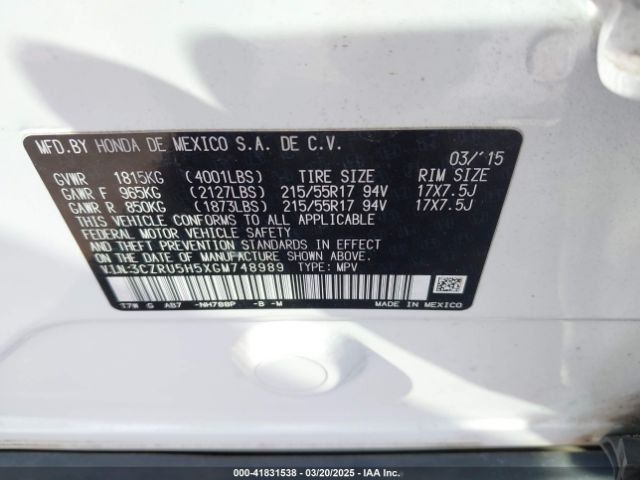 MFD.BY HONDA DE MEXICO S.A. DE C.V.
03/'15
GVWR 1815KG (4001LBS) TIRE SIZE RIM SIZE
GAWR F 965KG (2127LBS) 215/55R17 94V 17X7.5J
GAWR R 850KG (1873LBS) 215/55R17 94V 17X7.5J
THIS VEHICLE CONFORMS TO ALL APPLICABLE
FEDERAL MOTOR VEHICLE SAFETY
AND THEFT PREVENTION STANDARDS IN EFFECT
ON THE DATE OF MANUFACTURE SHOWN ABOVE.
V.I.N:3CZRU5H5XGM748989 TYPE: MPV
T7W G AB7 -NH788P -B -M MADE IN MEXICO
000-41831538 - 03/20/2025 - IAA Inc.